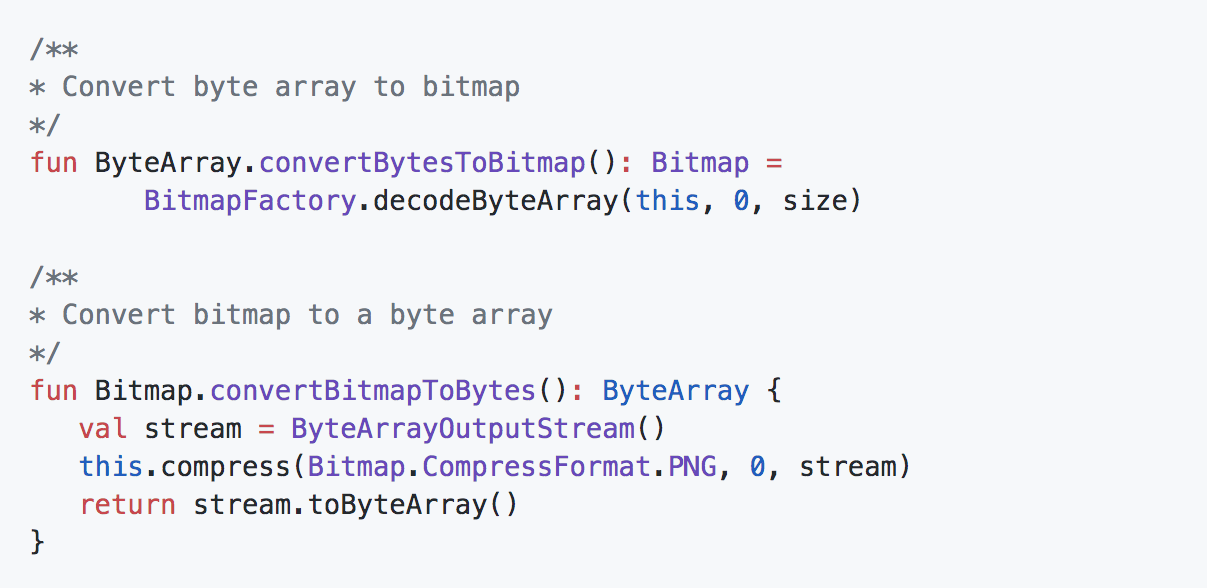 /**
* Convert byte array to bitmap
*/
fun ByteArray.convertBytesToBitmap(): Bitmap =
       BitmapFactory.decodeByteArray(this, 0, size)

/**
* Convert bitmap to a byte array
*/
fun Bitmap.convertBitmapToBytes(): ByteArray {
   val stream = ByteArrayOutputStream()
   this.compress(Bitmap.CompressFormat.PNG, 0, stream)
   return stream.toByteArray()
}